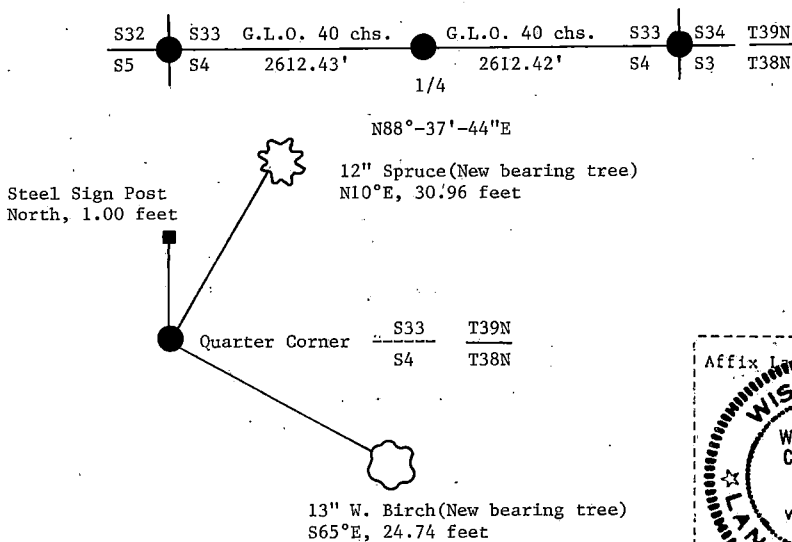 S32 S33 G.L.O. 40 chs. G.L.O. 40 chs. S33 S34 T39N
S5 S4 2612.43' 2612.42' S4 S3 T38N
1/4
N88°-37'-44"E
12" Spruce(New bearing tree)
N10°E, 30.96 feet
Steel Sign Post
North, 1.00 feet
Quarter Corner S33 T39N
S4 T38N
Affix
13" W. Birch(New bearing tree)
S65°E, 24.74 feet